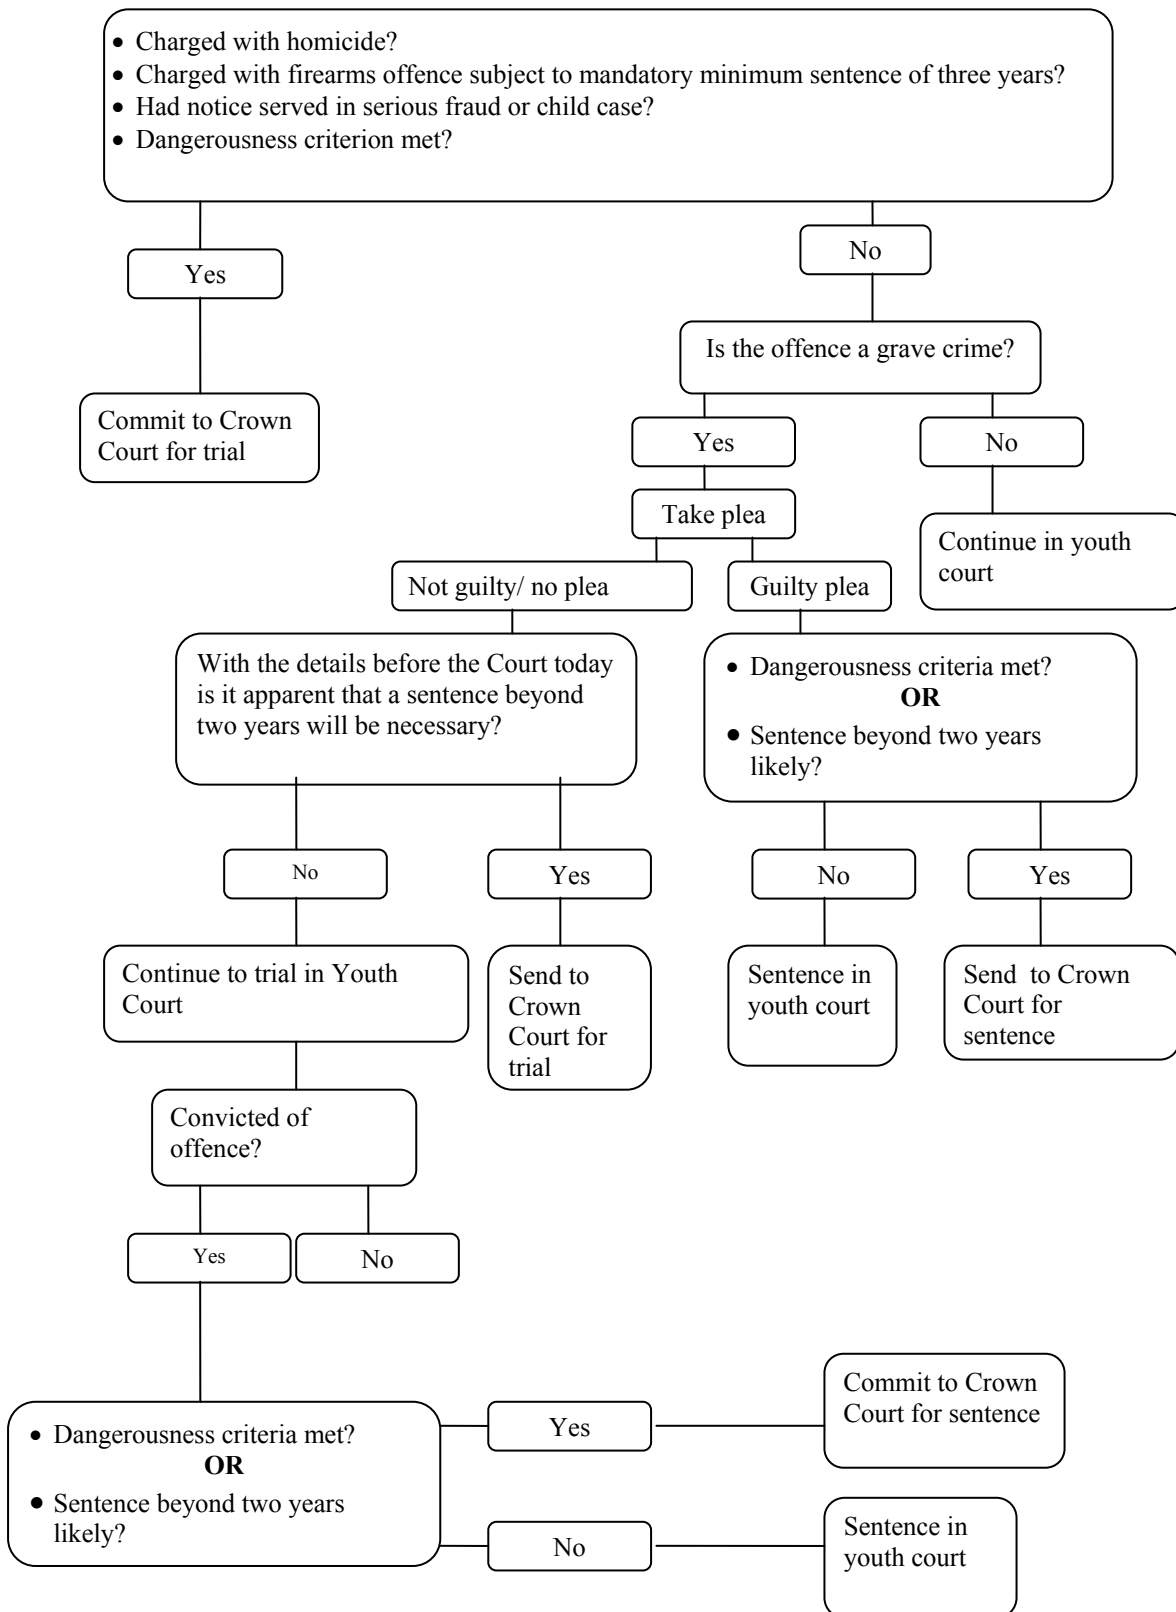 • Charged with homicide?
• Charged with firearms offence subject to mandatory minimum sentence of three years?
• Had notice served in serious fraud or child case?
• Dangerousness criterion met?
Yes
No
Is the offence a grave crime?
Commit to Crown
Court for trial
Yes
No
Take plea
Continue in youth
court
Not guilty/ no plea
Guilty plea
With the details before the Court today
is it apparent that a sentence beyond
two years will be necessary?
• Dangerousness criteria met?
OR
• Sentence beyond two years
likely?
No
Yes
No
Yes
Continue to trial in Youth
Court
Send to
Crown
Court for
trial
Sentence in
youth court
Send  to Crown
Court for
sentence
Convicted of
offence?
Yes
No
• Dangerousness criteria met?
OR
• Sentence beyond two years
likely?
Yes
Commit to Crown
Court for sentence
No
Sentence in
youth court